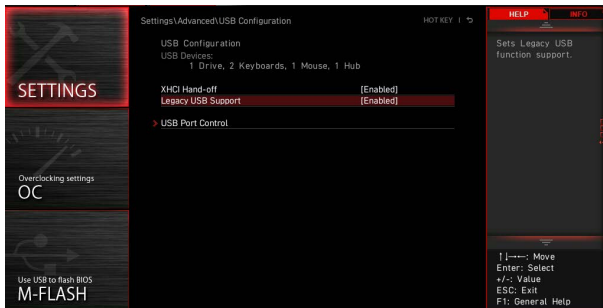 Settings\Advanced\USB Configuration
HOT KEY |
HELP
INFO
USB Configuration
USB Devices:
1 Drive, 2 Keyboards, 1 Mouse, 1 Hub
XHCI Hand-off [Enabled]
Legacy USB Support [Enabled]
> USB Port Control
Sets Legacy USB
function support.
SETTINGS
Overclocking settings
OC
Use USB to flash BIOS
M-FLASH
↑↓→←: Move
Enter: Select
+/-: Value
ESC: Exit
F1: General Help